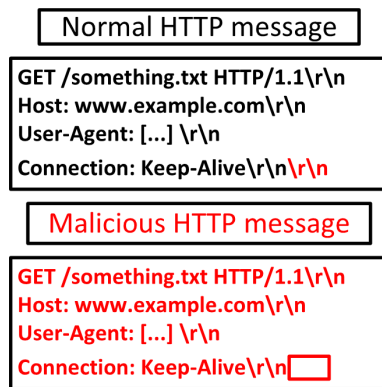 Normal HTTP message
GET /something.txt HTTP/1.1\r\n
Host: www.example.com\r\n
User-Agent: [...] \r\n
Connection: Keep-Alive\r\n\r\n
Malicious HTTP message
GET /something.txt HTTP/1.1\r\n
Host: www.example.com\r\n
User-Agent: [...] \r\n
Connection: Keep-Alive\r\n